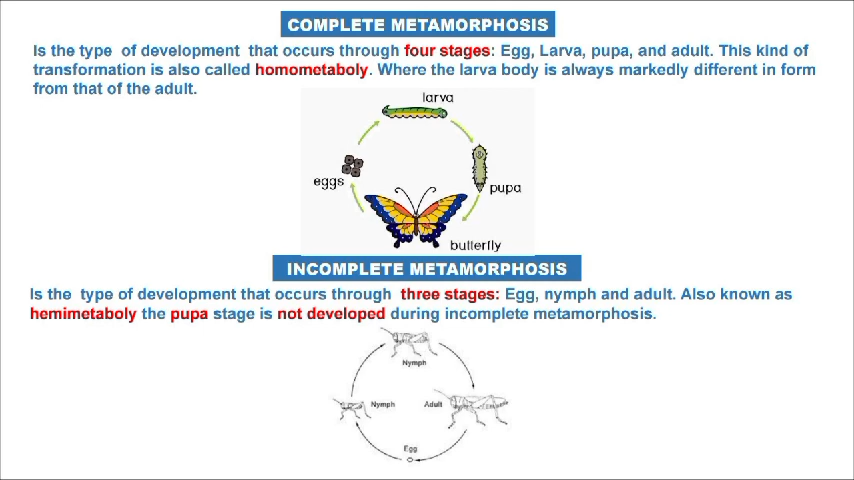 COMPLETE METAMORPHOSIS
Is the type of development that occurs through four stages: Egg, Larva, pupa, and adult. This kind of
transformation is also called homometaboly. Where the larva body is always markedly different in form
from that of the adult.
larva
eggs
pupa
butterfly
INCOMPLETE METAMORPHOSIS
Is the type of development that occurs through three stages: Egg, nymph and adult. Also known as
hemimetaboly the pupa stage is not developed during incomplete metamorphosis.
Nymph
Nymph
Adult
Egg